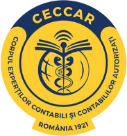 CECCAR
CORPUL EXPERȚILOR CONTABILI ȘI CONTABILILOR AUTORIZAȚI
ROMÂNIA 1921